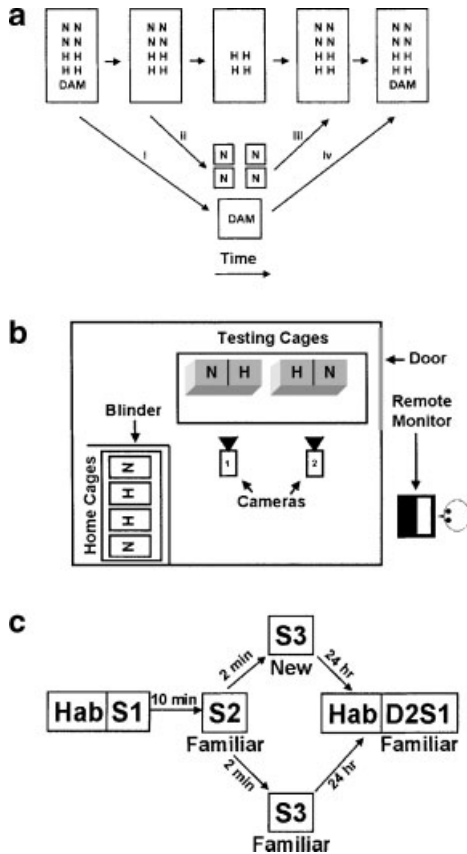 a
N N N N N N N N
N N N N H H N N N N
H H H H H H H H H H
H H H H H H H H
DAM DAM
i ii iii iv
N N
N N
DAM
Time
b
Testing Cages
N H H N
Door
Blinder
Remote
Monitor
Home Cages
N
H
H
N
1 2
Cameras
c
S3
New
2 min 24 hr
Hab S1 10 min S2 Hab D2S1
Familiar Familiar
2 min 24 hr
S3
Familiar